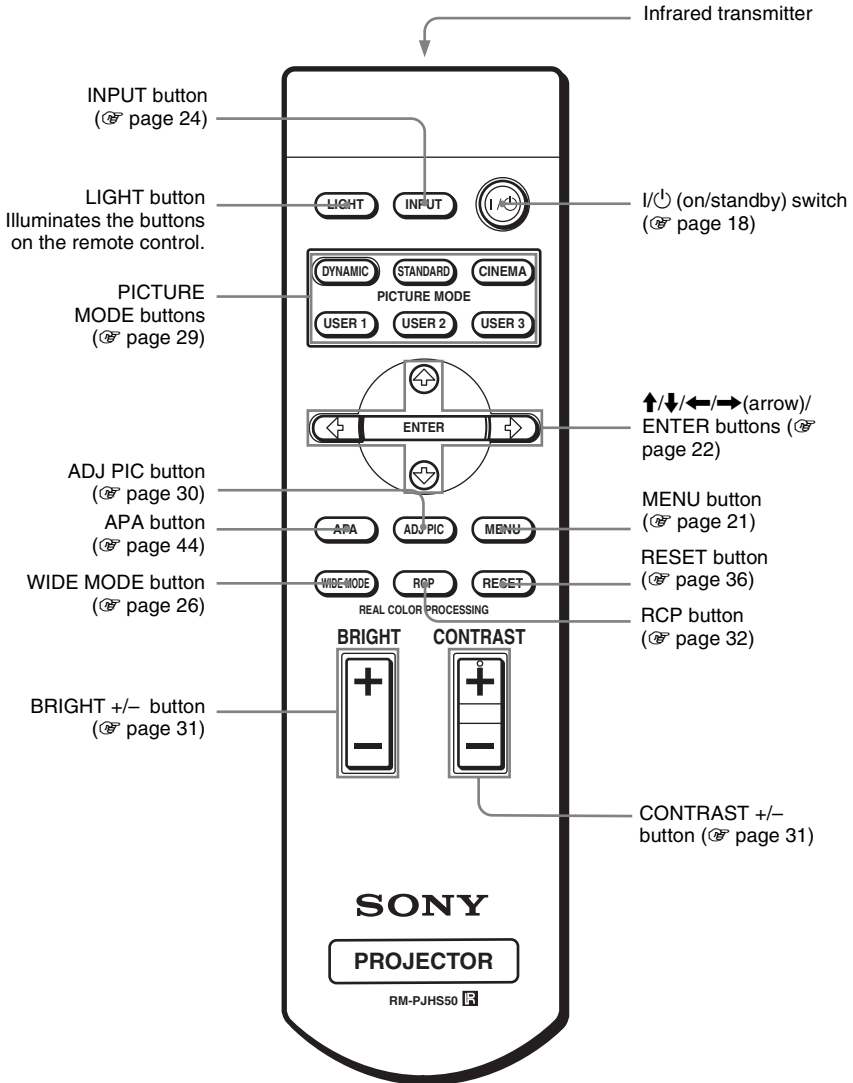 Infrared transmitter
INPUT button
(☞ page 24)
LIGHT button
Illuminates the buttons
on the remote control.
I/⏻ (on/standby) switch
(☞ page 18)
LIGHT
INPUT
I/⏻
PICTURE
MODE buttons
(☞ page 29)
DYNAMIC
STANDARD
CINEMA
PICTURE MODE
USER 1
USER 2
USER 3
ENTER
↑/↓/←/→(arrow)/
ENTER buttons (☞
page 22)
ADJ PIC button
(☞ page 30)
APA button
(☞ page 44)
WIDE MODE button
(☞ page 26)
APA
ADJ PIC
MENU
WIDE MODE
RCP
RESET
REAL COLOR PROCESSING
MENU button
(☞ page 21)
RESET button
(☞ page 36)
RCP button
(☞ page 32)
BRIGHT
CONTRAST
+
+
–
–
BRIGHT +/– button
(☞ page 31)
CONTRAST +/–
button (☞ page 31)
SONY
PROJECTOR
RM-PJHS50 IR